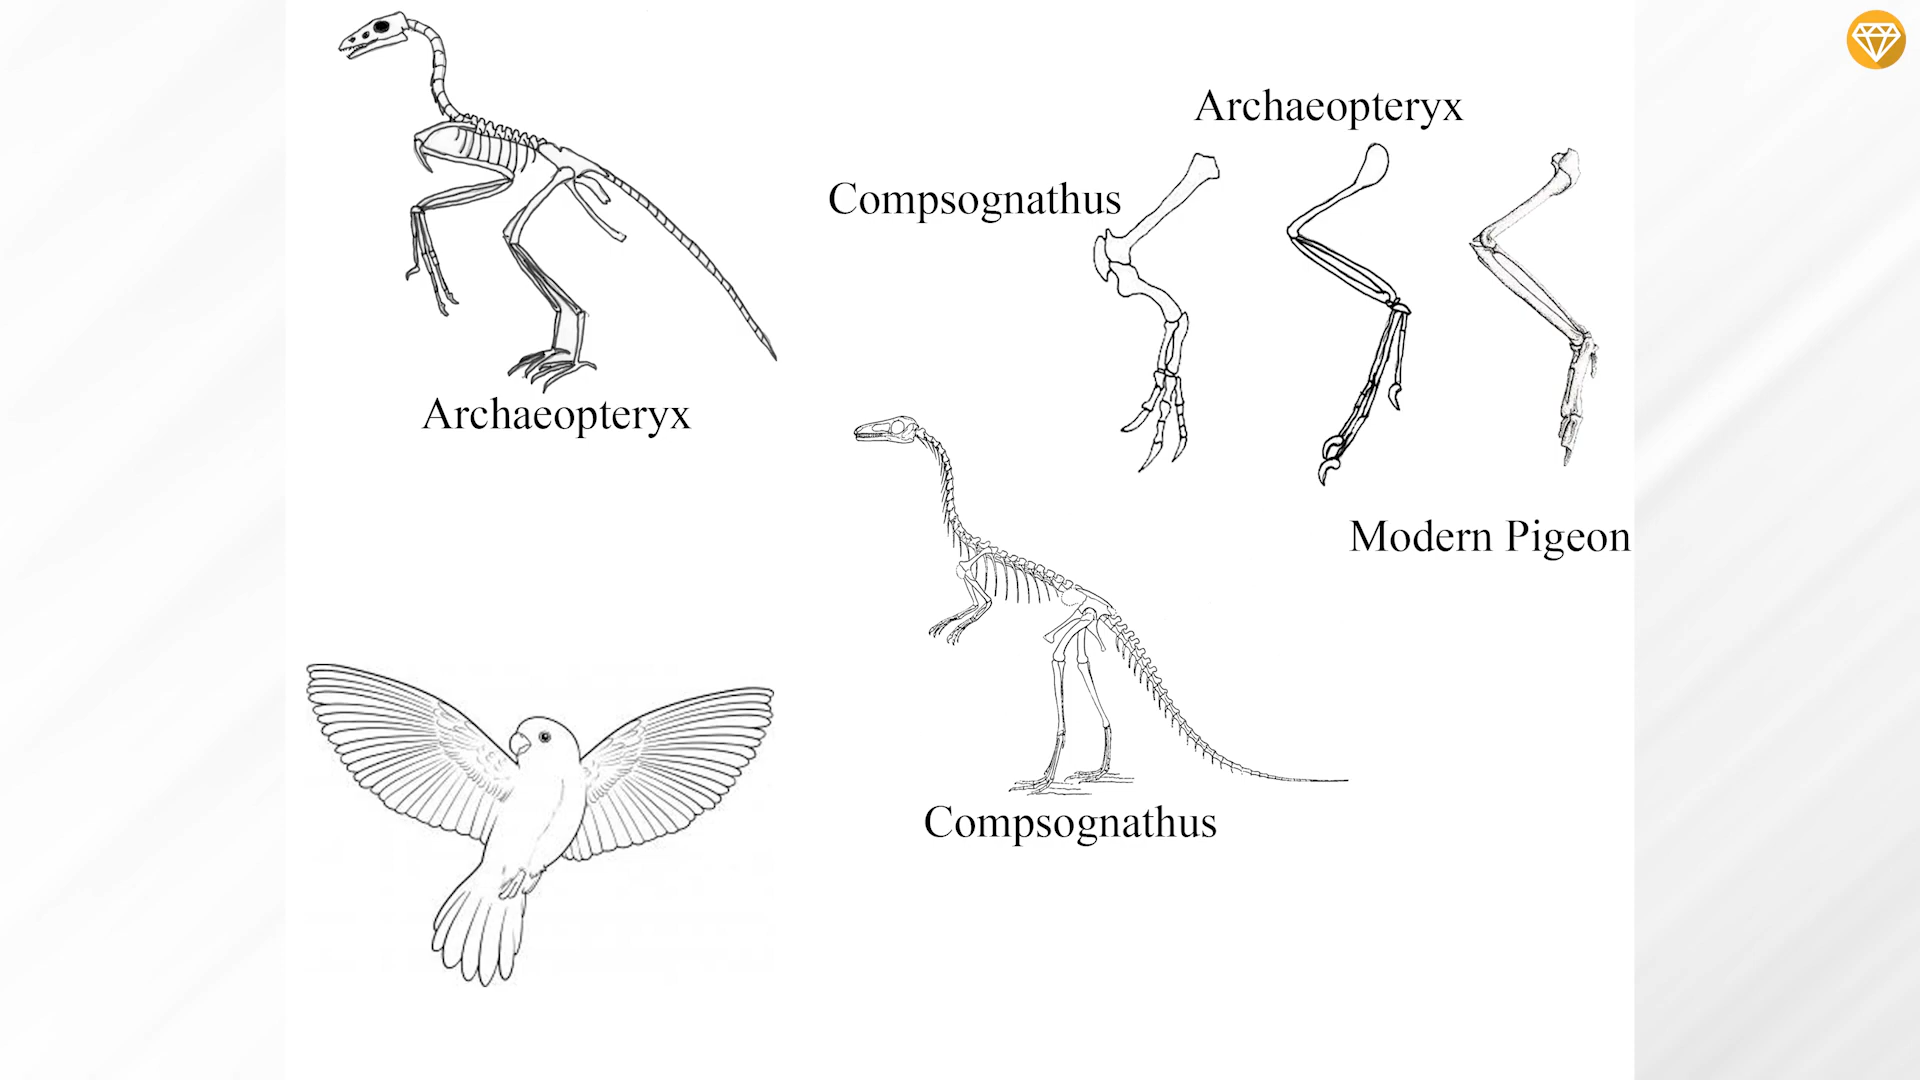 Archaeopteryx
Compsognathus
Archaeopteryx
Modern Pigeon
Compsognathus